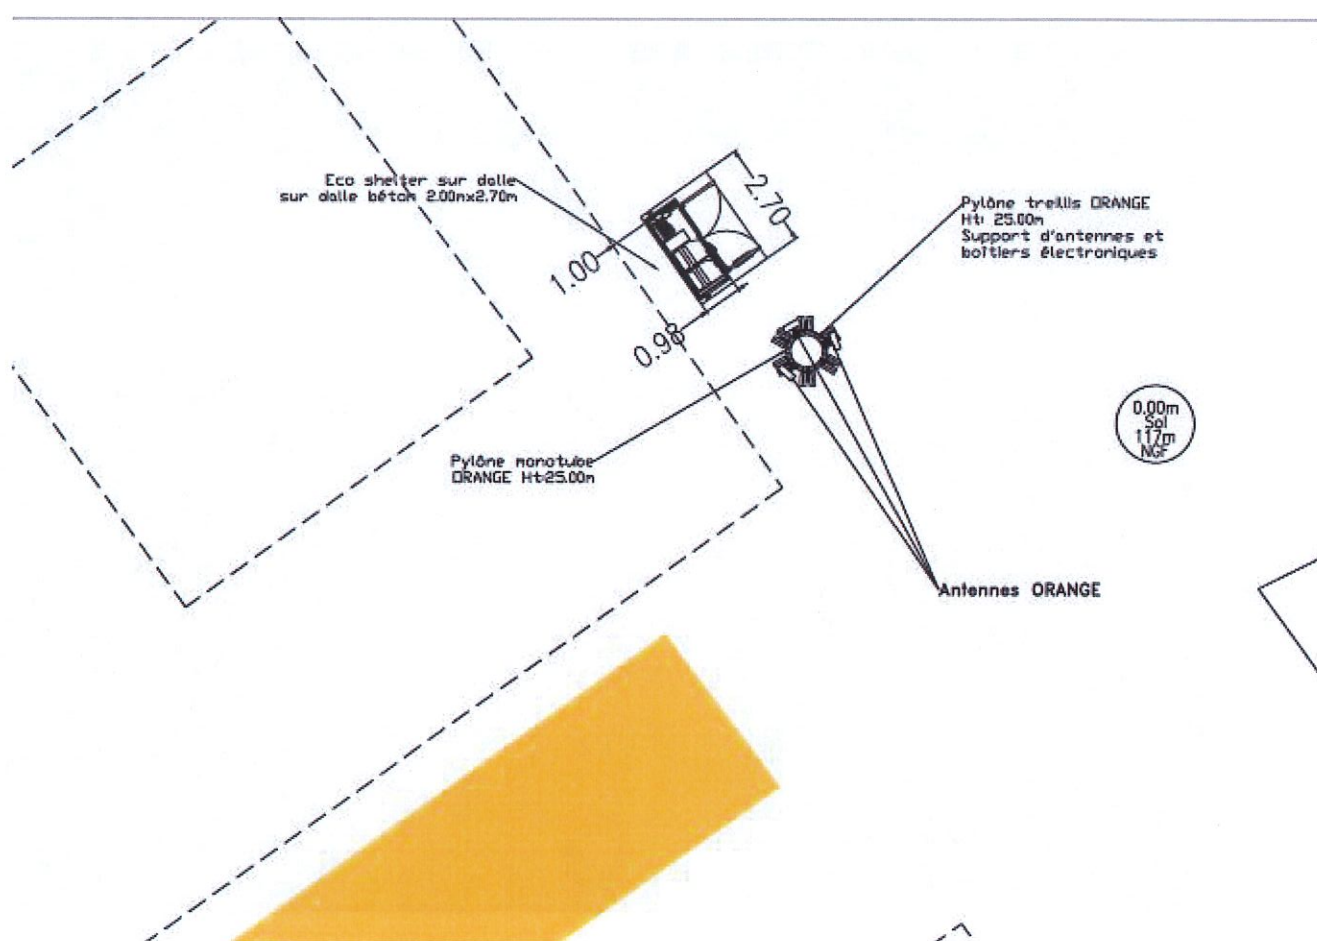 Eco shelter sur dalle
sur dalle béton 2.00mx2.70m
2.70
1.00
0.98
Pylône treillis ORANGE
Ht: 25.00m
Support d'antennes et
boîtiers électroniques
0.00m
Sol
117m
NGF
Pylône monotube
ORANGE Ht:25.00m
Antennes ORANGE